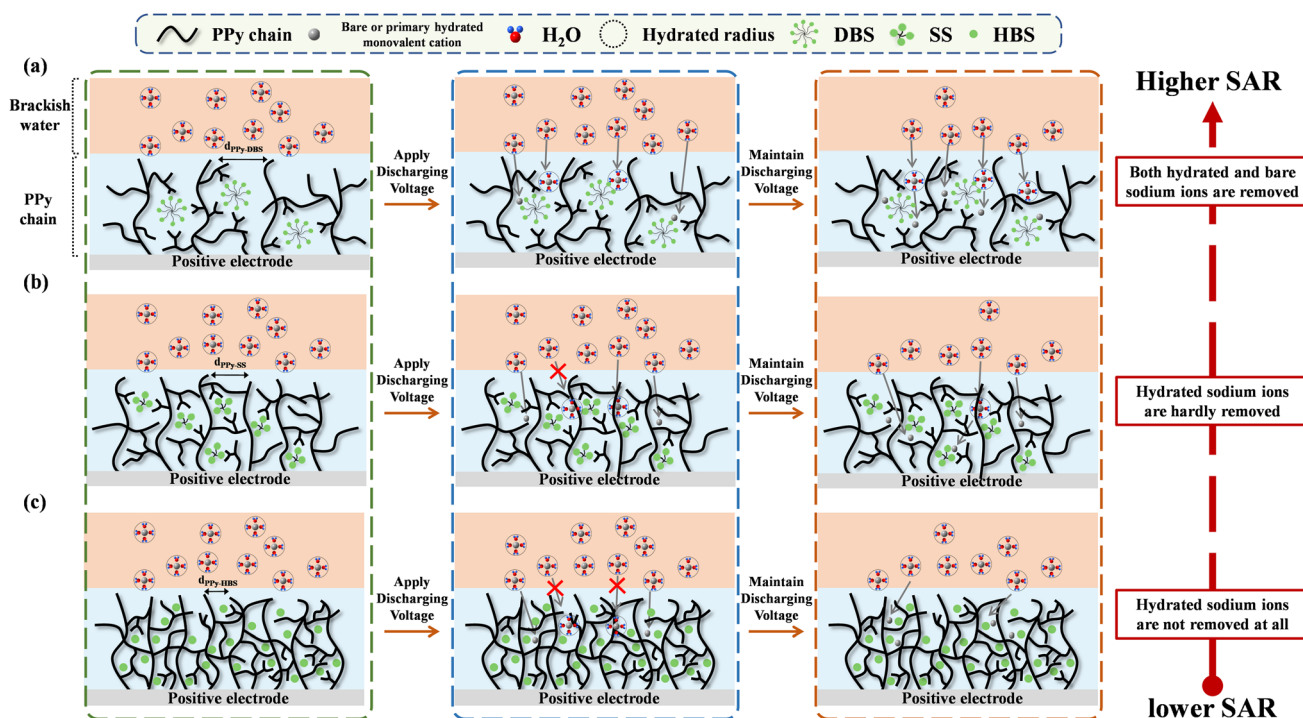 PPy chain
Bare or primary hydrated
monovalent cation
H2O
Hydrated radius
DBS
SS
HBS
(a)
Brackish
water
PPy
chain
dPPy-DBS
Positive electrode
Apply
Discharging
Voltage
Positive electrode
Maintain
Discharging
Voltage
Positive electrode
(b)
dPPy-SS
Positive electrode
Apply
Discharging
Voltage
Positive electrode
Maintain
Discharging
Voltage
Positive electrode
(c)
dPPy-HBS
Positive electrode
Apply
Discharging
Voltage
Positive electrode
Maintain
Discharging
Voltage
Positive electrode
Higher SAR
Both hydrated and bare
sodium ions are removed
Hydrated sodium ions
are hardly removed
Hydrated sodium ions
are not removed at all
lower SAR